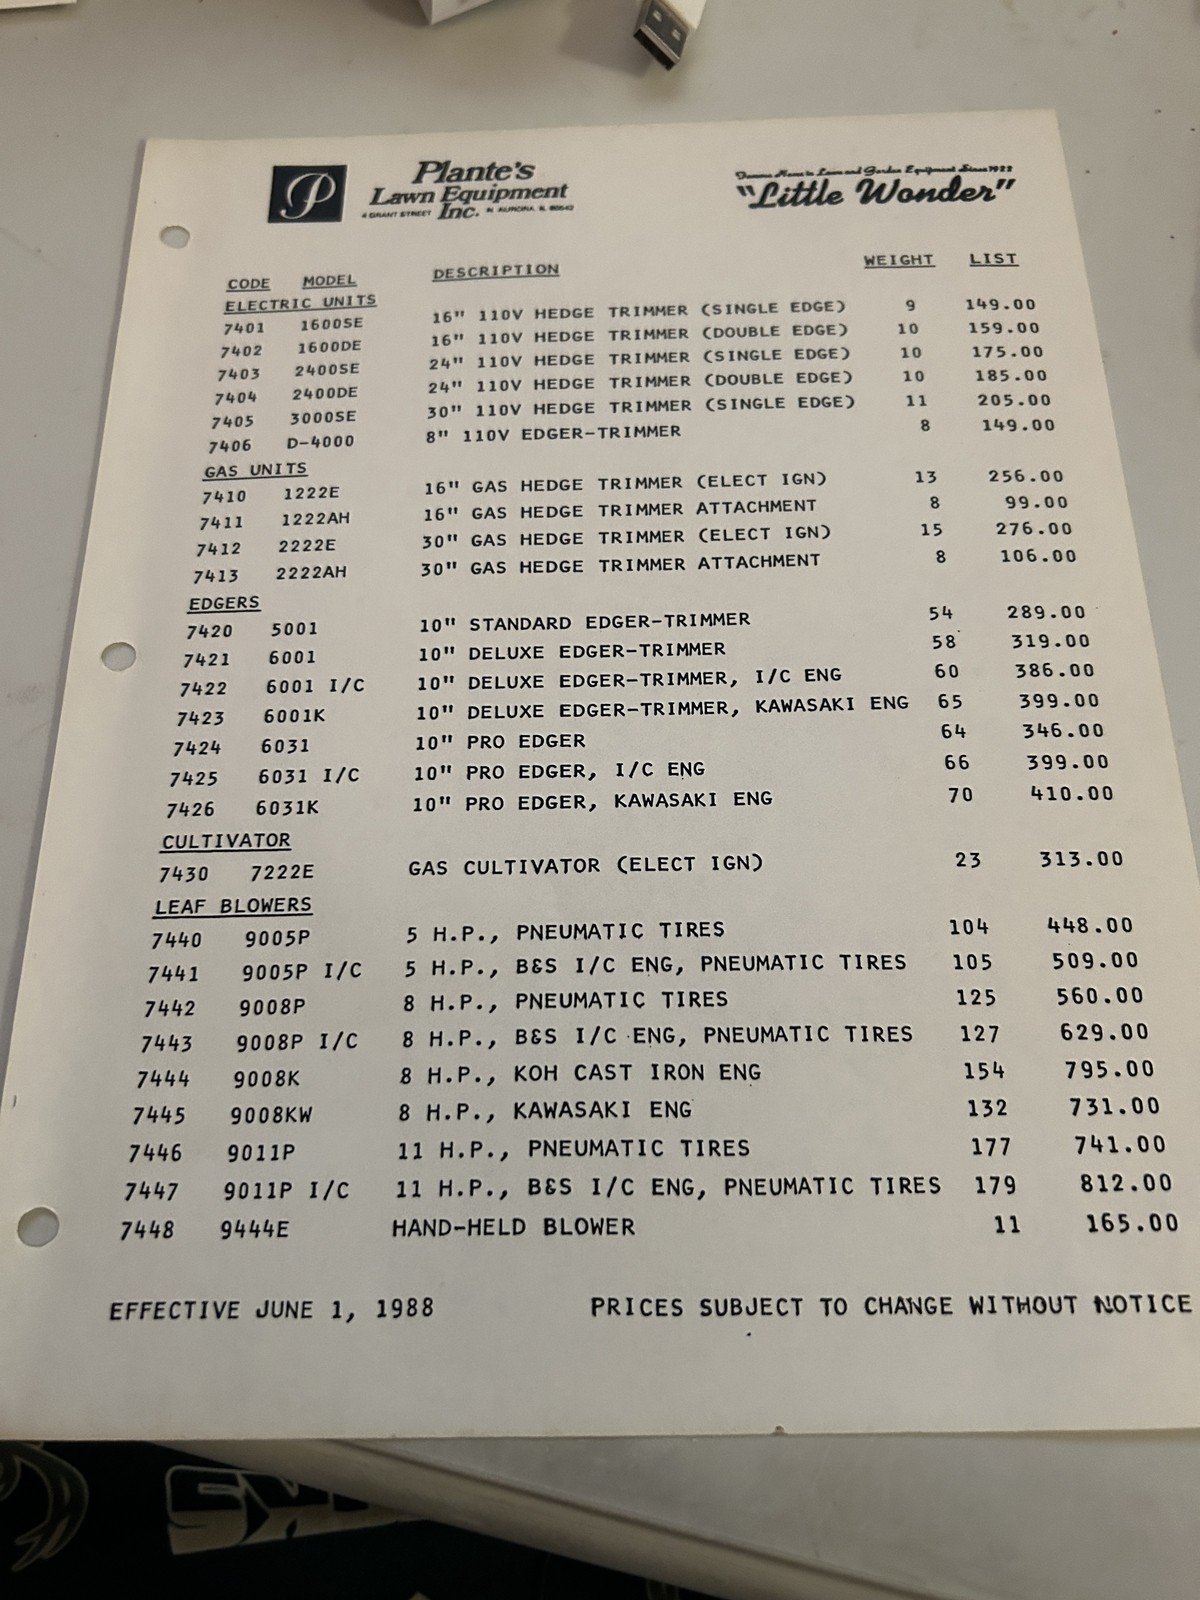 P
Plante's
Lawn Equipment
Inc.
4 GRANT STREET N. AURORA, IL 60542
Famous Name in Lawn and Garden Equipment Since 1922
"Little Wonder"
CODE MODEL DESCRIPTION WEIGHT LIST
ELECTRIC UNITS
7401 1600SE 16" 110V HEDGE TRIMMER (SINGLE EDGE) 9 149.00
7402 1600DE 16" 110V HEDGE TRIMMER (DOUBLE EDGE) 10 159.00
7403 2400SE 24" 110V HEDGE TRIMMER (SINGLE EDGE) 10 175.00
7404 2400DE 24" 110V HEDGE TRIMMER (DOUBLE EDGE) 10 185.00
7405 3000SE 30" 110V HEDGE TRIMMER (SINGLE EDGE) 11 205.00
7406 D-4000 8" 110V EDGER-TRIMMER 8 149.00
GAS UNITS
7410 1222E 16" GAS HEDGE TRIMMER (ELECT IGN) 13 256.00
7411 1222AH 16" GAS HEDGE TRIMMER ATTACHMENT 8 99.00
7412 2222E 30" GAS HEDGE TRIMMER (ELECT IGN) 15 276.00
7413 2222AH 30" GAS HEDGE TRIMMER ATTACHMENT 8 106.00
EDGERS
7420 5001 10" STANDARD EDGER-TRIMMER 54 289.00
7421 6001 10" DELUXE EDGER-TRIMMER 58 319.00
7422 6001 I/C 10" DELUXE EDGER-TRIMMER, I/C ENG 60 386.00
7423 6001K 10" DELUXE EDGER-TRIMMER, KAWASAKI ENG 65 399.00
7424 6031 10" PRO EDGER 64 346.00
7425 6031 I/C 10" PRO EDGER, I/C ENG 66 399.00
7426 6031K 10" PRO EDGER, KAWASAKI ENG 70 410.00
CULTIVATOR
7430 7222E GAS CULTIVATOR (ELECT IGN) 23 313.00
LEAF BLOWERS
7440 9005P 5 H.P., PNEUMATIC TIRES 104 448.00
7441 9005P I/C 5 H.P., B&S I/C ENG, PNEUMATIC TIRES 105 509.00
7442 9008P 8 H.P., PNEUMATIC TIRES 125 560.00
7443 9008P I/C 8 H.P., B&S I/C ENG, PNEUMATIC TIRES 127 629.00
7444 9008K 8 H.P., KOH CAST IRON ENG 154 795.00
7445 9008KW 8 H.P., KAWASAKI ENG 132 731.00
7446 9011P 11 H.P., PNEUMATIC TIRES 177 741.00
7447 9011P I/C 11 H.P., B&S I/C ENG, PNEUMATIC TIRES 179 812.00
7448 9444E HAND-HELD BLOWER 11 165.00
EFFECTIVE JUNE 1, 1988 PRICES SUBJECT TO CHANGE WITHOUT NOTICE